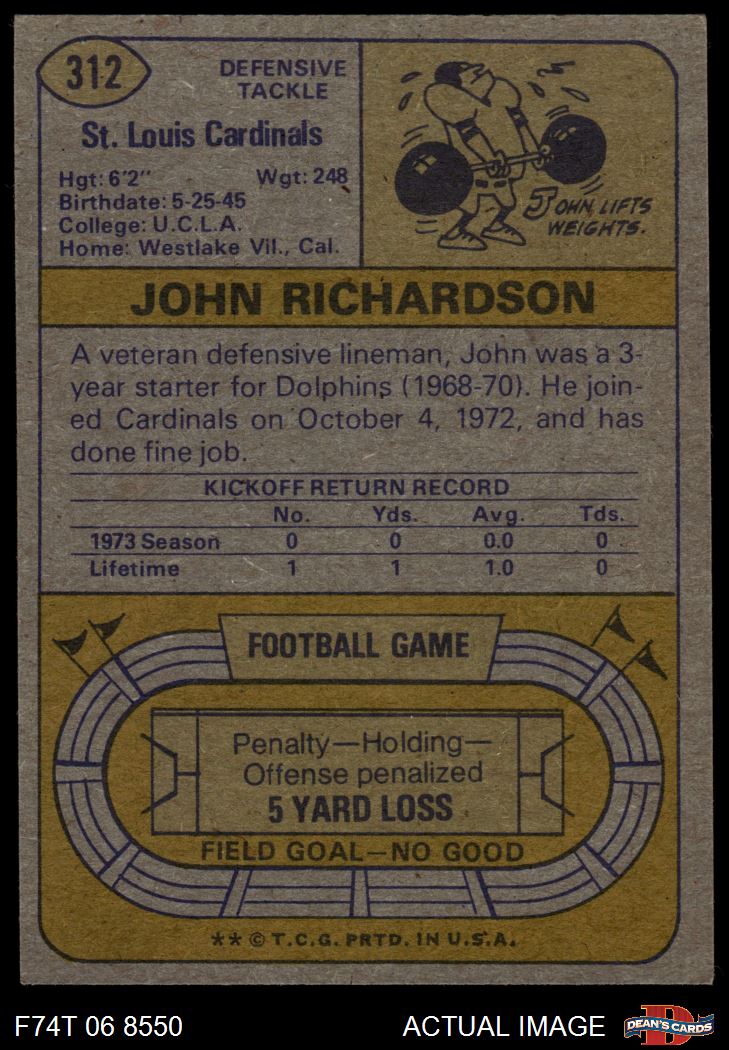 312
DEFENSIVE
TACKLE
St. Louis Cardinals
Hgt: 6'2" Wgt: 248
Birthdate: 5-25-45
College: U.C.L.A.
Home: Westlake Vil., Cal.
JOHN LIFTS
WEIGHTS.
JOHN RICHARDSON
A veteran defensive lineman, John was a 3-
year starter for Dolphins (1968-70). He join-
ed Cardinals on October 4, 1972, and has
done fine job.
KICKOFF RETURN RECORD
No. Yds. Avg. Tds.
1973 Season 0 0 0.0 0
Lifetime 1 1 1.0 0
FOOTBALL GAME
Penalty—Holding—
Offense penalized
5 YARD LOSS
FIELD GOAL—NO GOOD
** © T.C.G. PRTD. IN U.S.A.
F74T 06 8550 ACTUAL IMAGE
D
DEAN'S CARDS